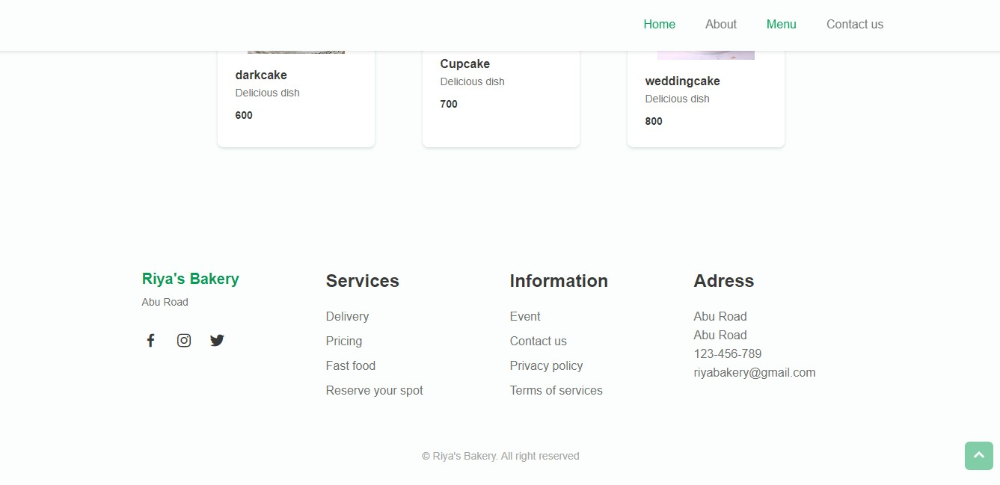 Home About Menu Contact us
darkcake
Delicious dish
600
Cupcake
Delicious dish
700
weddingcake
Delicious dish
800
Riya's Bakery
Abu Road
Services
Delivery
Pricing
Fast food
Reserve your spot
Information
Event
Contact us
Privacy policy
Terms of services
Adress
Abu Road
Abu Road
123-456-789
riyabakery@gmail.com
© Riya's Bakery. All right reserved